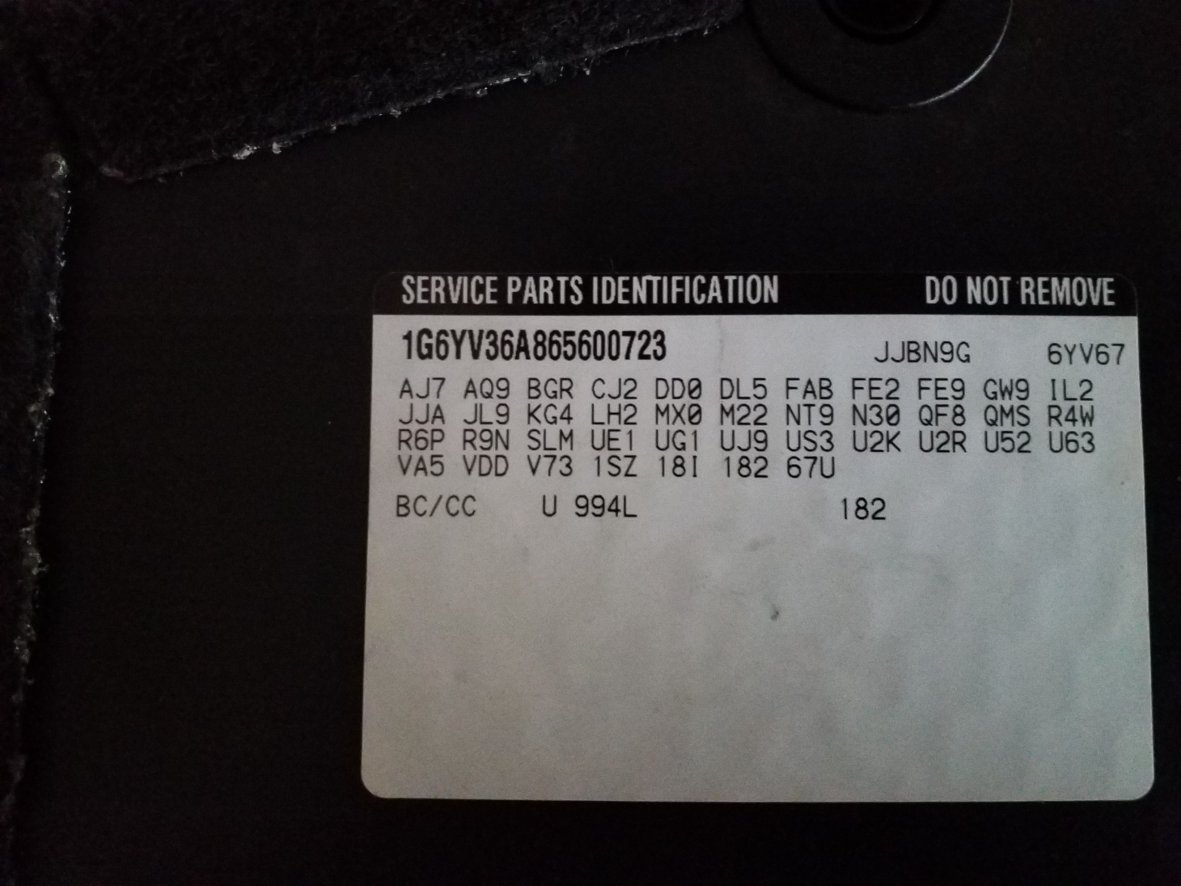 SERVICE PARTS IDENTIFICATION DO NOT REMOVE
1G6YV36A865600723 JJBN9G 6YV67
AJ7 AQ9 BGR CJ2 DD0 DL5 FAB FE2 FE9 GW9 IL2
JJA JL9 KG4 LH2 MX0 M22 NT9 N30 QF8 QMS R4W
R6P R9N SLM UE1 UG1 UJ9 US3 U2K U2R U52 U63
VA5 VDD V73 1SZ 18I 182 67U
BC/CC U 994L 182